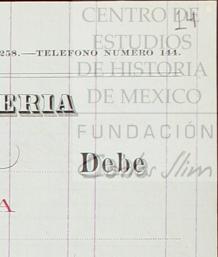 14
CENTRO DE
ESTUDIOS
258.—TELEFONO NUMERO 144.
DE HISTORIA
DE MEXICO
ERIA
FUNDACIÓN
Debe
Carlos Slim
A